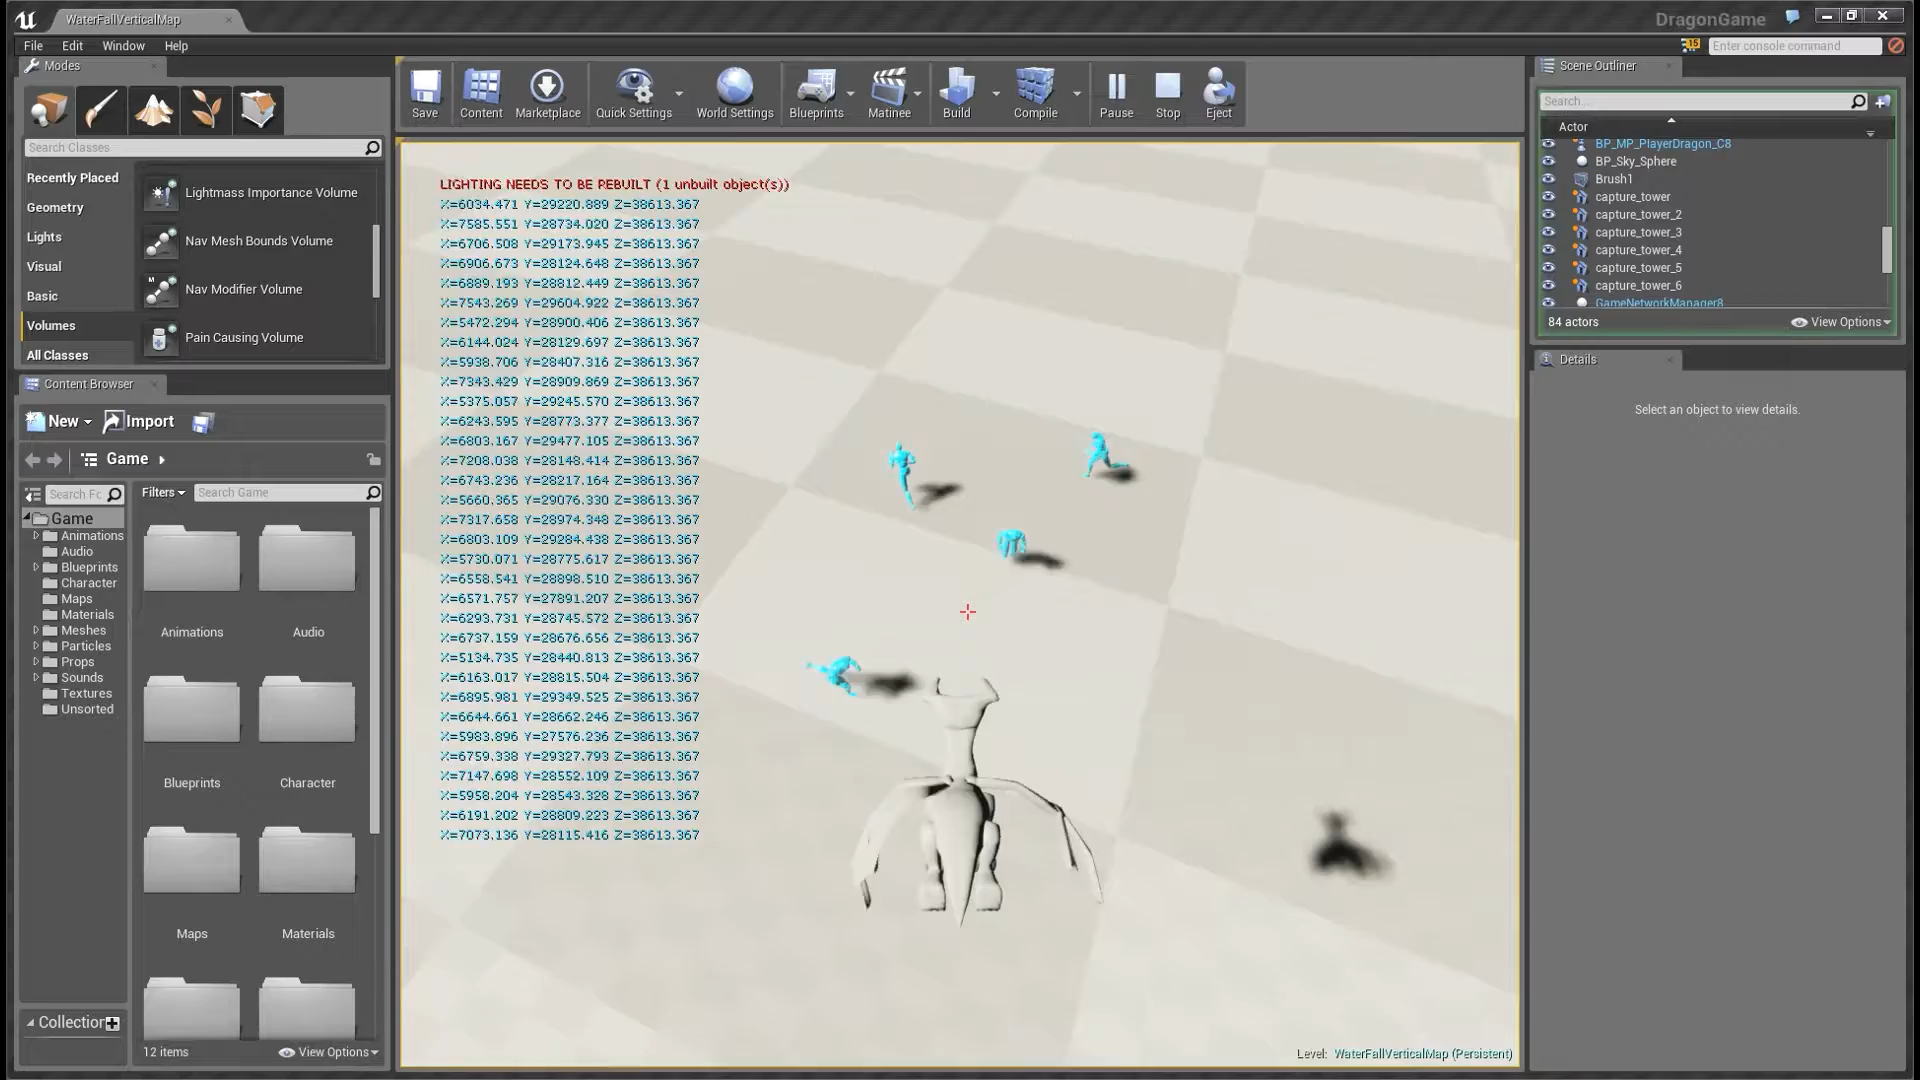 WaterFallVerticalMap
DragonGame
File Edit Window Help
15
Enter console command
Modes
Save
Content
Marketplace
Quick Settings
World Settings
Blueprints
Matinee
Build
Compile
Pause
Stop
Eject
Search Classes
Recently Placed
Geometry
Lights
Visual
Basic
Volumes
All Classes
Lightmass Importance Volume
Nav Mesh Bounds Volume
Nav Modifier Volume
Pain Causing Volume
Content Browser
New
Import
Game
Search Fc
Filters
Search Game
Game
Animations
Audio
Blueprints
Character
Maps
Materials
Meshes
Particles
Props
Sounds
Textures
Unsorted
Animations
Audio
Blueprints
Character
Maps
Materials
Collection
12 items
View Options
LIGHTING NEEDS TO BE REBUILT (1 unbuilt object(s))
X=6034.471 Y=29220.889 Z=38613.367
X=7585.551 Y=28734.020 Z=38613.367
X=6706.508 Y=29173.945 Z=38613.367
X=6906.673 Y=28124.648 Z=38613.367
X=6889.193 Y=28812.449 Z=38613.367
X=7543.269 Y=29604.922 Z=38613.367
X=5472.294 Y=28900.406 Z=38613.367
X=6144.024 Y=28129.697 Z=38613.367
X=5938.706 Y=28407.316 Z=38613.367
X=7343.429 Y=28909.869 Z=38613.367
X=5375.057 Y=29245.570 Z=38613.367
X=6243.595 Y=28773.377 Z=38613.367
X=6803.167 Y=29477.105 Z=38613.367
X=7208.038 Y=28148.414 Z=38613.367
X=6743.236 Y=28217.164 Z=38613.367
X=5660.365 Y=29076.330 Z=38613.367
X=7317.658 Y=28974.348 Z=38613.367
X=6803.109 Y=29284.438 Z=38613.367
X=5730.071 Y=28775.617 Z=38613.367
X=6558.541 Y=28898.510 Z=38613.367
X=6571.757 Y=27891.207 Z=38613.367
X=6293.731 Y=28745.572 Z=38613.367
X=6737.159 Y=28676.656 Z=38613.367
X=5134.735 Y=28440.813 Z=38613.367
X=6163.017 Y=28815.504 Z=38613.367
X=6895.981 Y=29349.525 Z=38613.367
X=6644.661 Y=28662.246 Z=38613.367
X=5983.896 Y=27576.236 Z=38613.367
X=6759.338 Y=29327.793 Z=38613.367
X=7147.698 Y=28552.109 Z=38613.367
X=5958.204 Y=28543.328 Z=38613.367
X=6191.202 Y=28809.223 Z=38613.367
X=7073.136 Y=28115.416 Z=38613.367
Level: WaterFallVerticalMap (Persistent)
Scene Outliner
Search...
Actor
BP_MP_PlayerDragon_C8
BP_Sky_Sphere
Brush1
capture_tower
capture_tower_2
capture_tower_3
capture_tower_4
capture_tower_5
capture_tower_6
GameNetworkManager8
84 actors
View Options
Details
Select an object to view details.